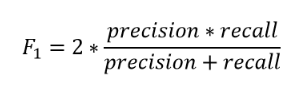 F₁ = 2 * (precision * recall) / (precision + recall)